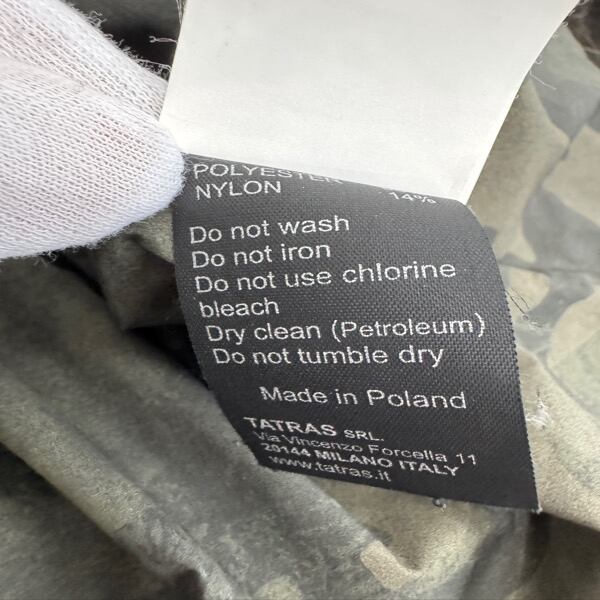 POLYESTER
NYLON 14%
Do not wash
Do not iron
Do not use chlorine
bleach
Dry clean (Petroleum)
Do not tumble dry
Made in Poland
TATRAS SRL.
Via Vincenzo Forcella 11
20144 MILANO ITALY
www.tatras.it